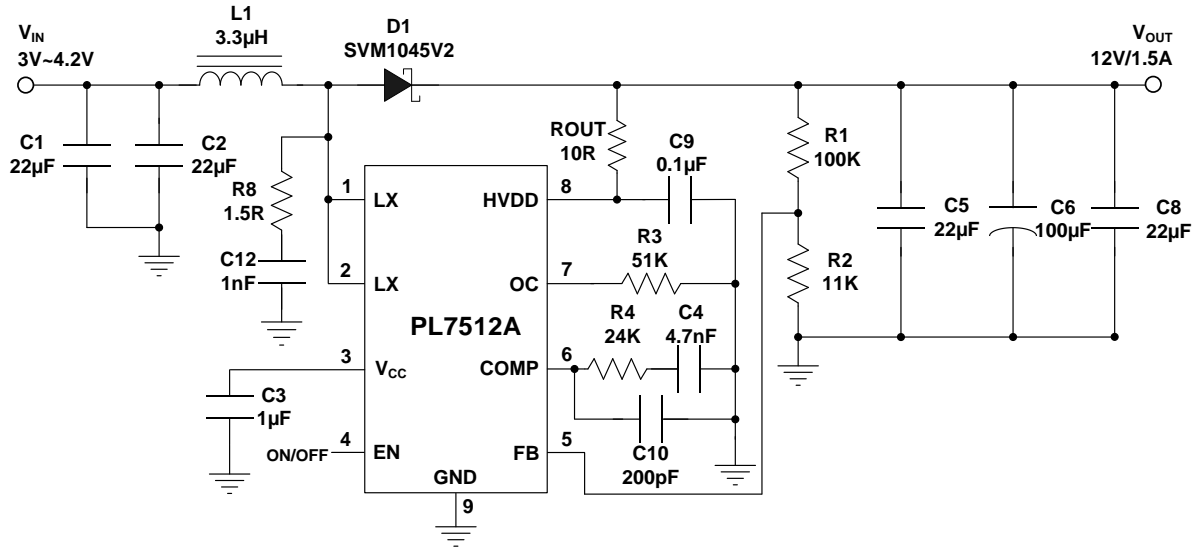 V_IN
3V~4.2V
L1
3.3µH
D1
SVM1045V2
V_OUT
12V/1.5A
C1
22µF
C2
22µF
R8
1.5R
C12
1nF
ROUT
10R
C9
0.1µF
R1
100K
R2
11K
C5
22µF
C6
100µF
C8
22µF
1
LX
2
LX
3
V_CC
4
EN
ON/OFF
C3
1µF
PL7512A
HVDD
8
OC
7
R3
51K
COMP
6
R4
24K
C4
4.7nF
C10
200pF
FB
5
GND
9